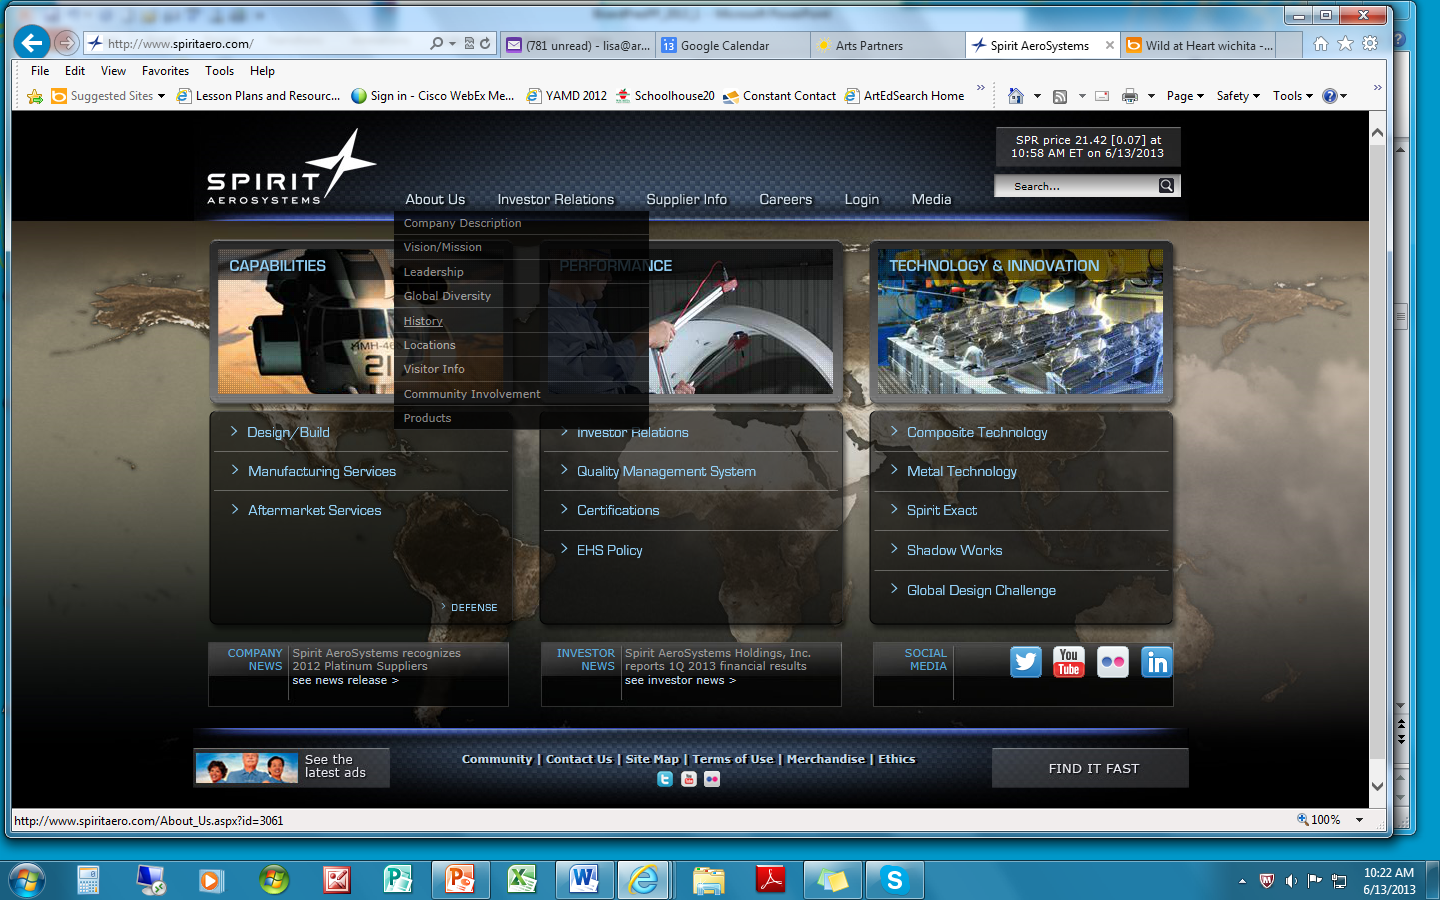 http://www.spiritaero.com/
(781 unread) - lisa@ar...
13
Google Calendar
Arts Partners
Spirit AeroSystems
Wild at Heart wichita -...
File Edit View Favorites Tools Help
Suggested Sites
Lesson Plans and Resourc...
Sign in - Cisco WebEx Me...
YAMD 2012
Schoolhouse20
Constant Contact
ArtEdSearch Home
Page Safety Tools
SPIRIT
AEROSYSTEMS
SPR price 21.42 [0.07] at
10:58 AM ET on 6/13/2013
Search...
About Us Investor Relations Supplier Info Careers Login Media
Company Description
Vision/Mission
Leadership
Global Diversity
History
Locations
Visitor Info
Community Involvement
Products
CAPABILITIES
21
Design/Build
Manufacturing Services
Aftermarket Services
DEFENSE
PERFORMANCE
Investor Relations
Quality Management System
Certifications
EHS Policy
TECHNOLOGY & INNOVATION
Composite Technology
Metal Technology
Spirit Exact
Shadow Works
Global Design Challenge
COMPANY
NEWS
Spirit AeroSystems recognizes
2012 Platinum Suppliers
see news release >
INVESTOR
NEWS
Spirit AeroSystems Holdings, Inc.
reports 1Q 2013 financial results
see investor news >
SOCIAL
MEDIA
You
Tube
in
See the
latest ads
Community | Contact Us | Site Map | Terms of Use | Merchandise | Ethics
FIND IT FAST
http://www.spiritaero.com/About_Us.aspx?id=3061
100%
10:22 AM
6/13/2013